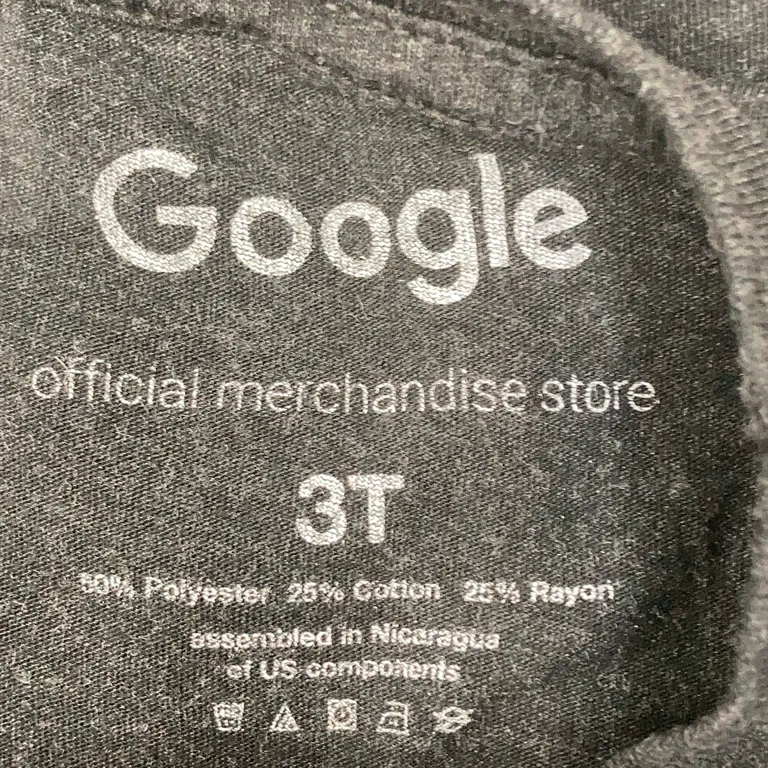 Google
official merchandise store
3T
50% Polyester 25% Cotton 25% Rayon
assembled in Nicaragua
of US components